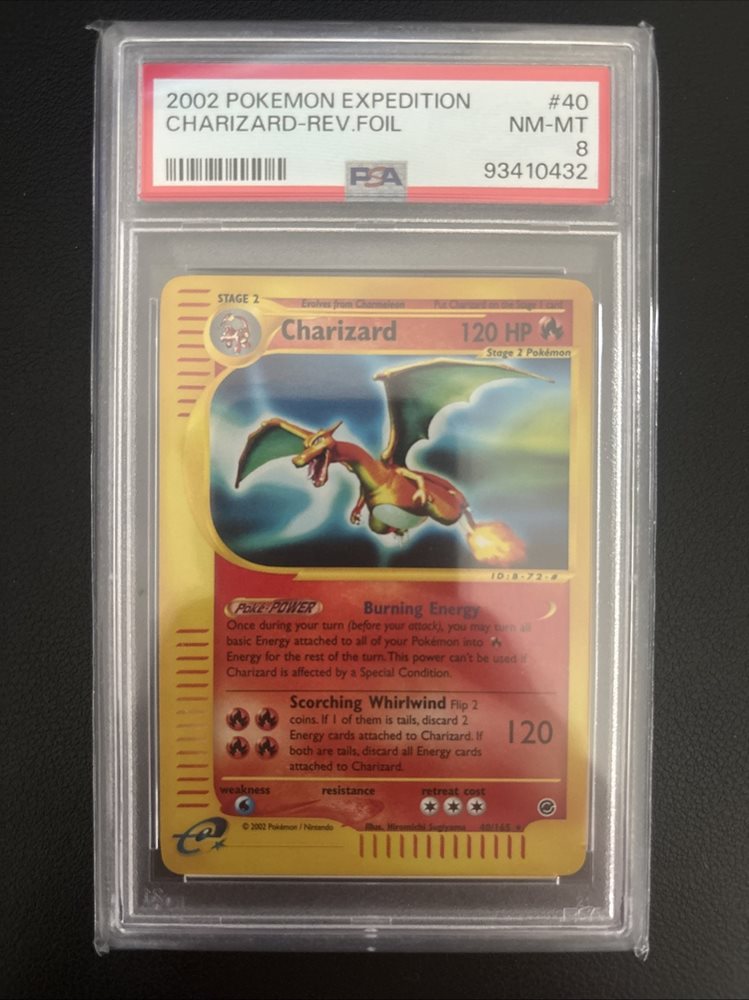 2002 POKEMON EXPEDITION #40
CHARIZARD-REV.FOIL NM-MT
8
PSA 93410432
STAGE 2 Evolves from Charmeleon Put Charizard on the Stage 1 card
Charizard 120 HP
Stage 2 Pokémon
ID:B-72-#
Poké-POWER Burning Energy
Once during your turn (before your attack), you may turn all
basic Energy attached to all of your Pokémon into
Energy for the rest of the turn. This power can't be used if
Charizard is affected by a Special Condition.
Scorching Whirlwind Flip 2
coins. If 1 of them is tails, discard 2
Energy cards attached to Charizard. If
both are tails, discard all Energy cards
attached to Charizard.
120
weakness resistance retreat cost
© 2002 Pokémon / Nintendo Illus. Hiromichi Sugiyama 40/165
e